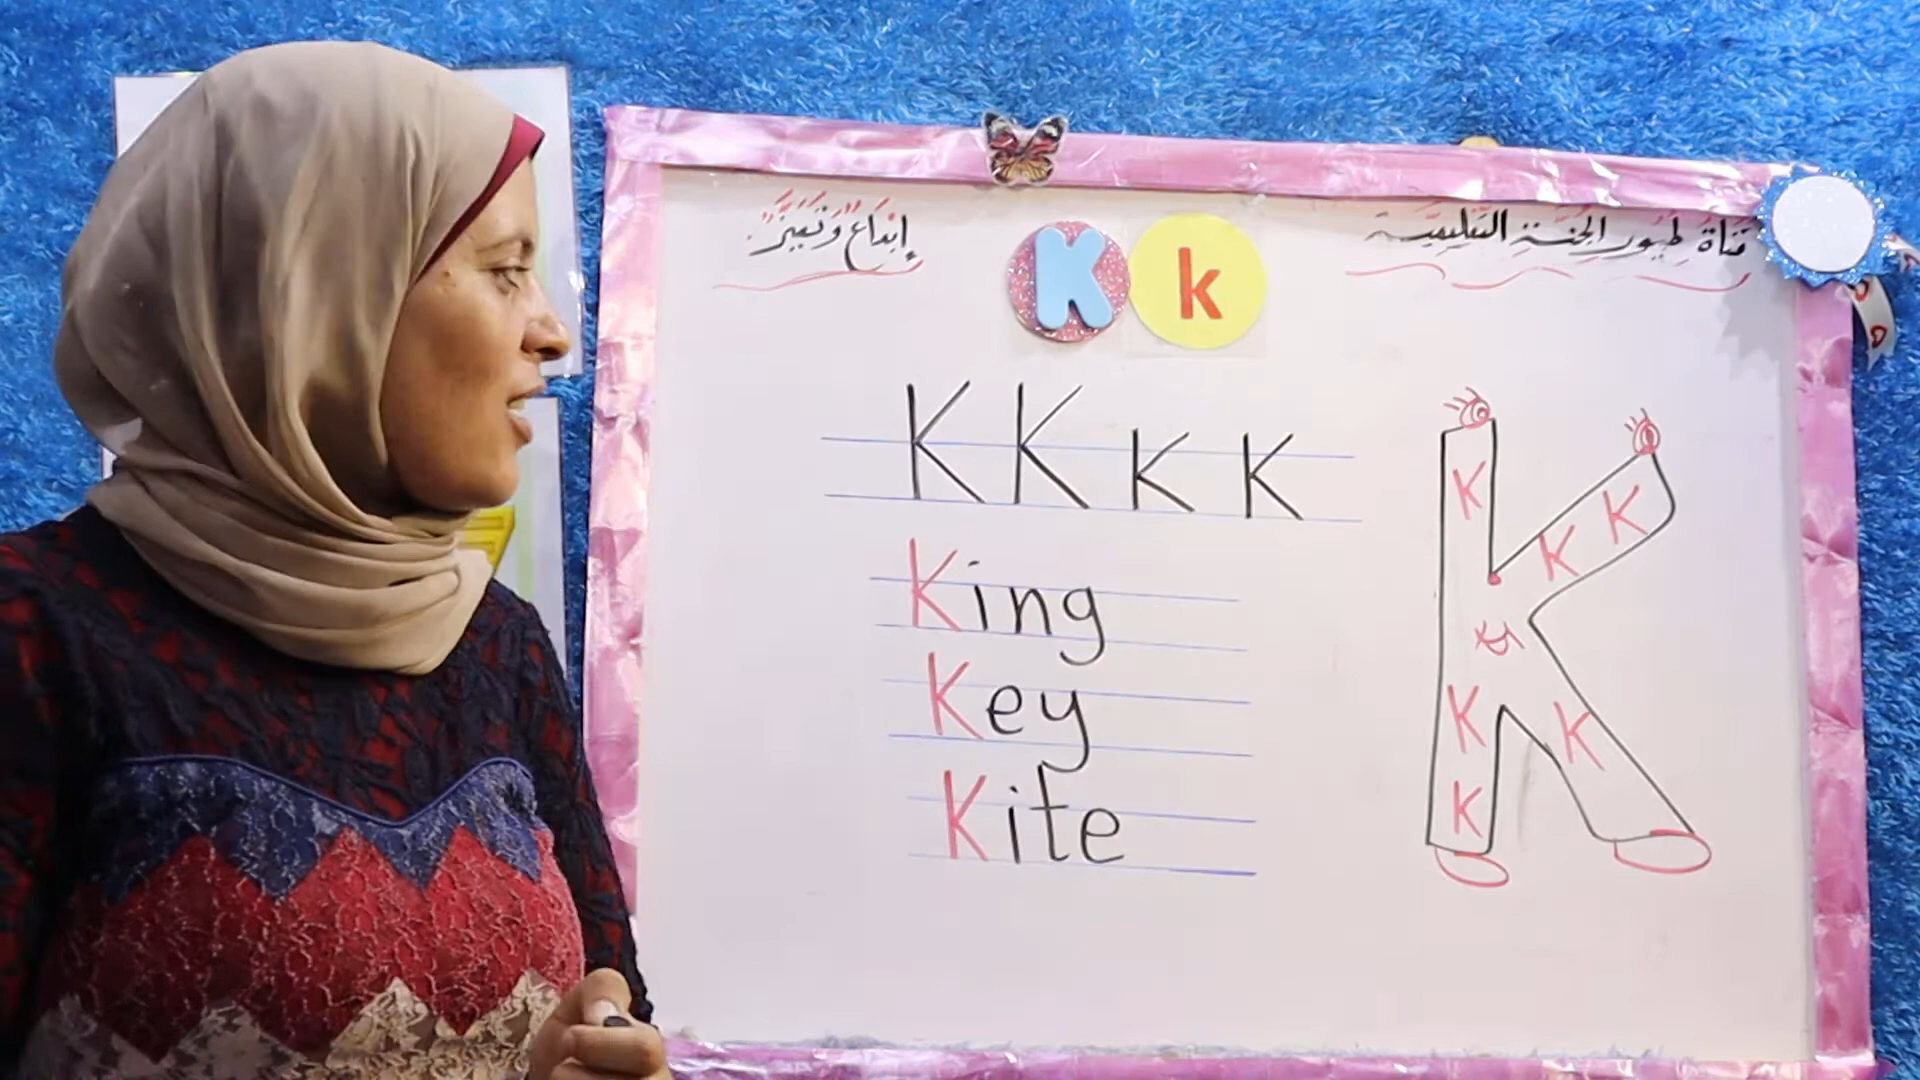 قناة طيور الجنة التعليمية
إبداع وتميز
K k
K K K K
King
Key
Kite
K
K K
K K
K